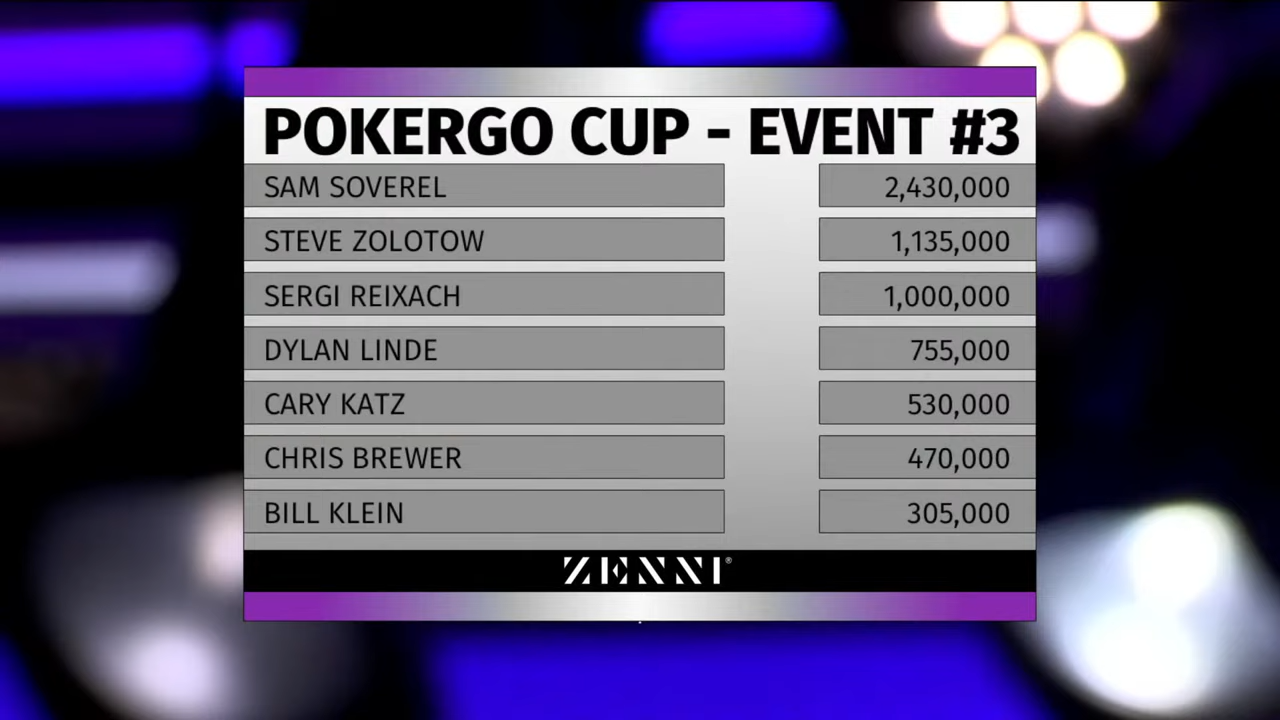 POKERGO CUP - EVENT #3
SAM SOVEREL 2,430,000
STEVE ZOLOTOW 1,135,000
SERGI REIXACH 1,000,000
DYLAN LINDE 755,000
CARY KATZ 530,000
CHRIS BREWER 470,000
BILL KLEIN 305,000
ZENNI®